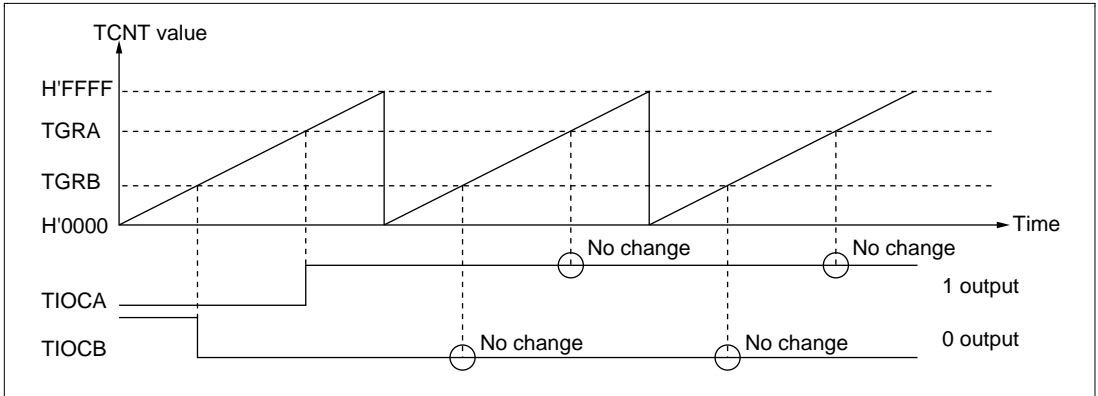 TCNT value
H'FFFF
TGRA
TGRB
H'0000
Time
No change
No change
TIOCA
1 output
No change
No change
TIOCB
0 output